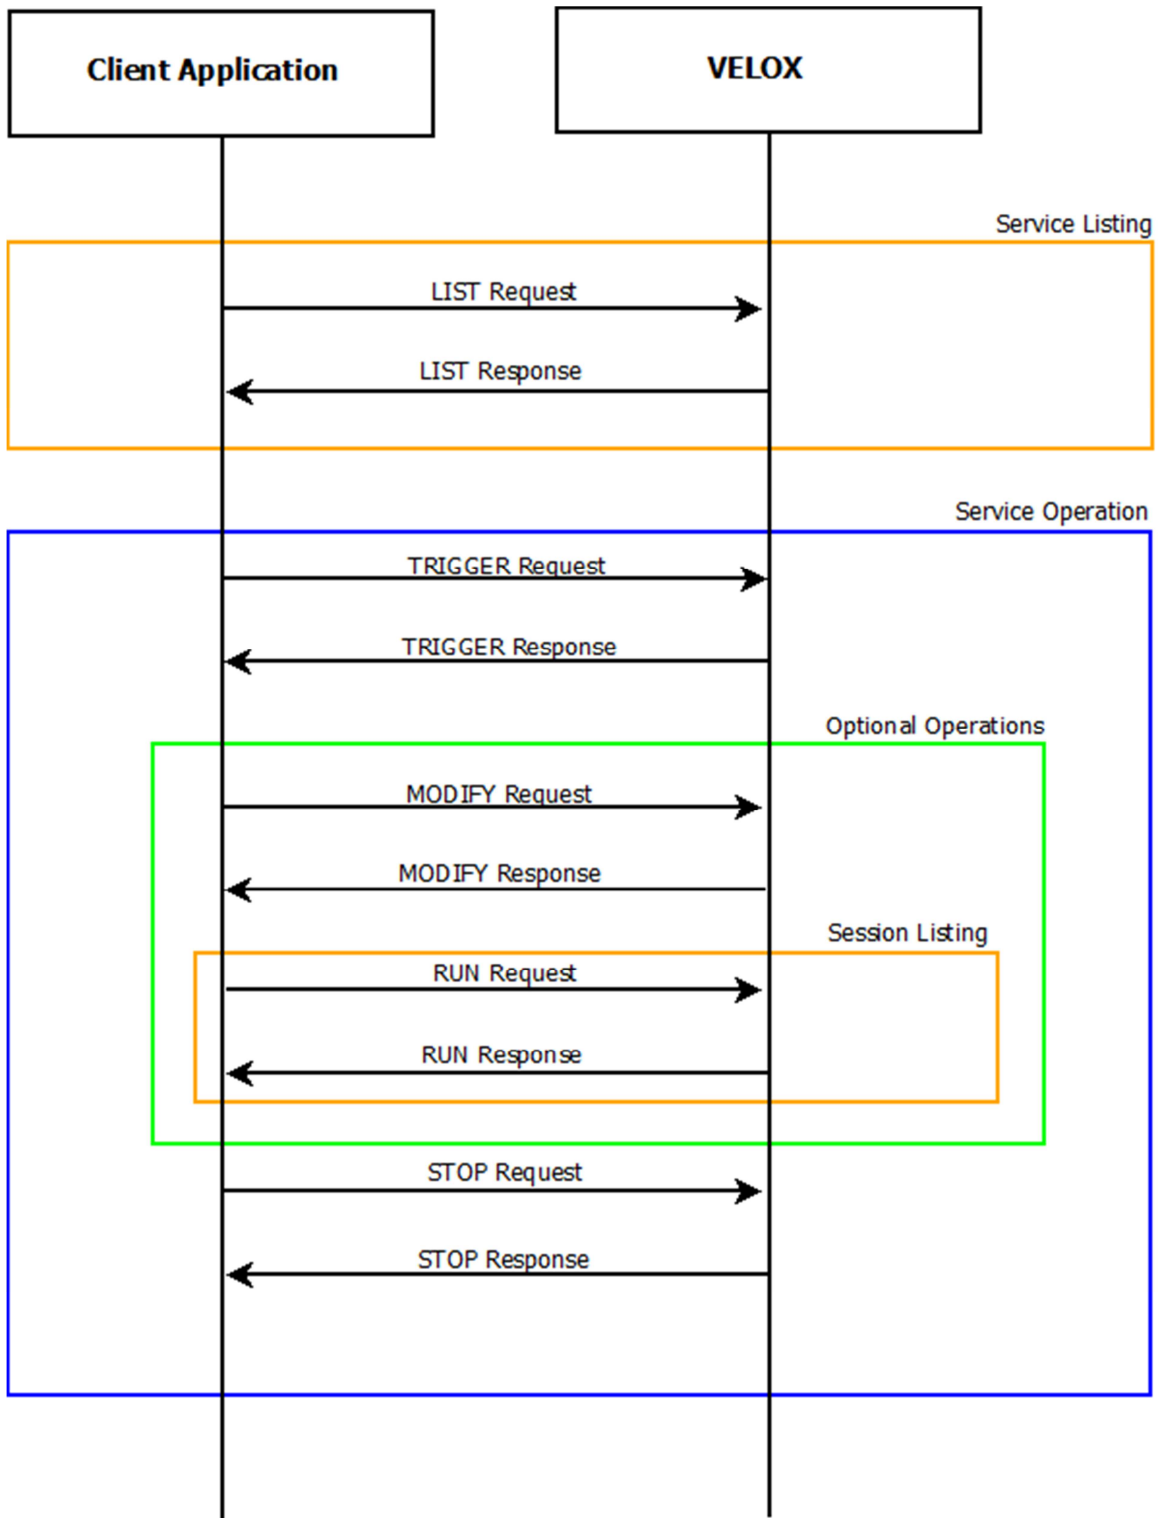 Client Application
VELOX
Service Listing
LIST Request
LIST Response
Service Operation
TRIGGER Request
TRIGGER Response
Optional Operations
MODIFY Request
MODIFY Response
Session Listing
RUN Request
RUN Response
STOP Request
STOP Response